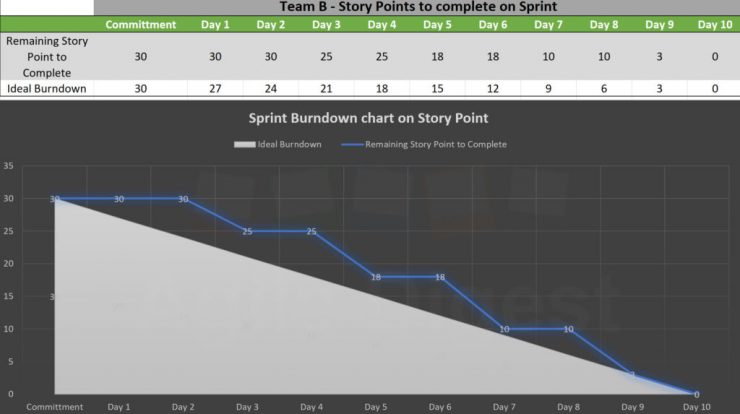 Team B - Story Points to complete on Sprint
Committment Day 1 Day 2 Day 3 Day 4 Day 5 Day 6 Day 7 Day 8 Day 9 Day 10
Remaining Story
Point to
Complete
30 30 30 25 25 18 18 10 10 3 0
Ideal Burndown 30 27 24 21 18 15 12 9 6 3 0
Sprint Burndown chart on Story Point
Ideal Burndown Remaining Story Point to Complete
35
30
25
20
15
10
5
0
30 30 30 25 25 18 18 10 10 3 0
Committment Day 1 Day 2 Day 3 Day 4 Day 5 Day 6 Day 7 Day 8 Day 9 Day 10